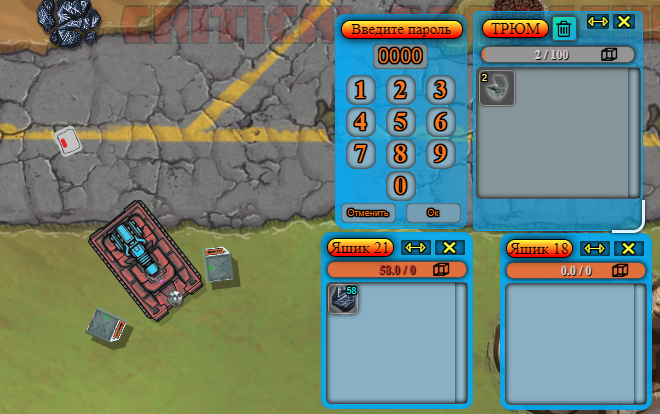 CRITICAL
Введите пароль
0000
1 2 3
4 5 6
7 8 9
0
Отменить Ок
ТРЮМ
2 / 100
2
Ящик 21
58.0 / 0
58
Ящик 18
0.0 / 0